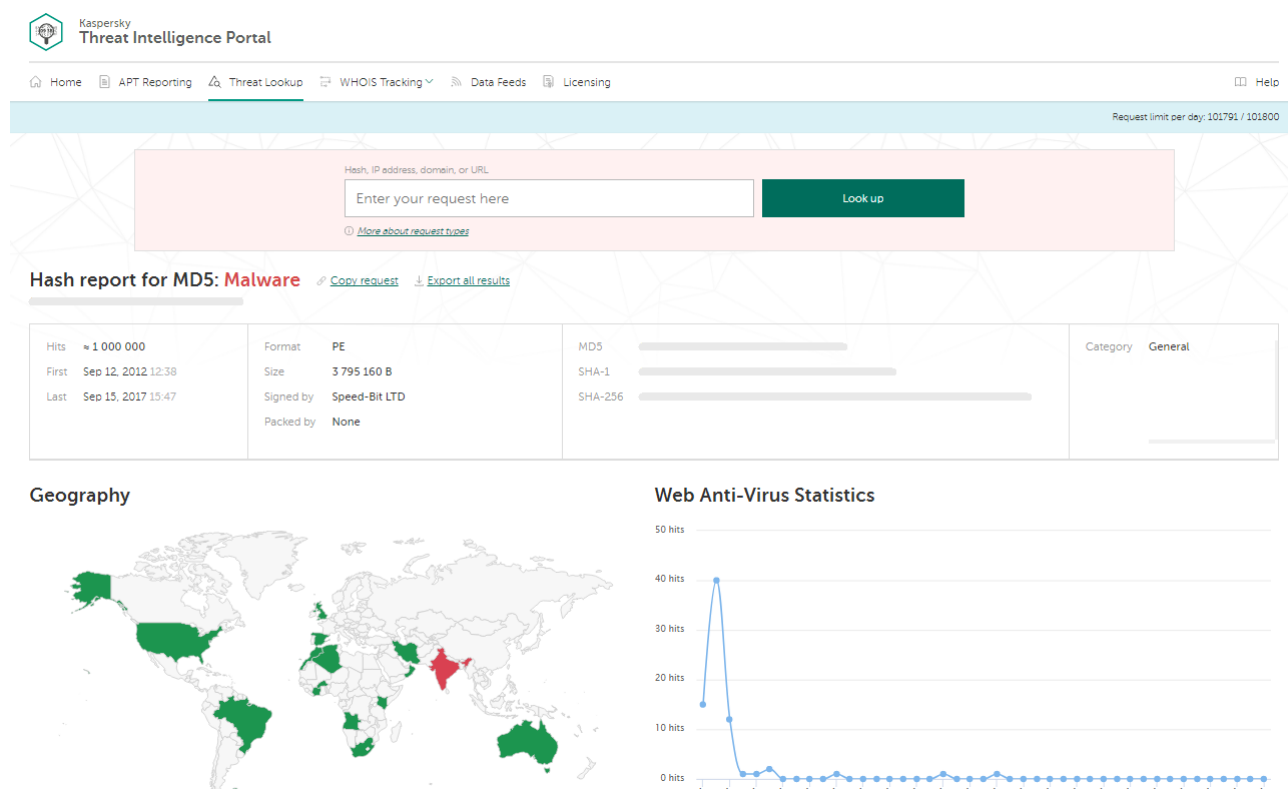 Kaspersky
Threat Intelligence Portal
Home APT Reporting Threat Lookup WHOIS Tracking Data Feeds Licensing Help
Request limit per day: 101791 / 101800
Hash, IP address, domain, or URL
Enter your request here Look up
More about request types
Hash report for MD5: Malware Copy request Export all results
Hits ≈ 1 000 000 Format PE MD5 Category General
First Sep 12, 2012 12:38 Size 3 795 160 B SHA-1
Last Sep 15, 2017 15:47 Signed by Speed-Bit LTD SHA-256
Packed by None
Geography Web Anti-Virus Statistics
50 hits
40 hits
30 hits
20 hits
10 hits
0 hits